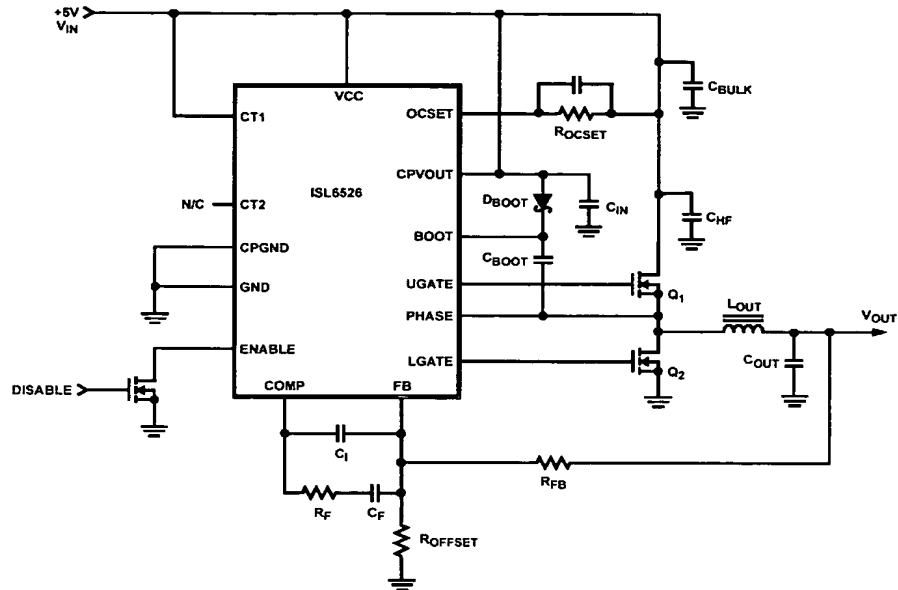 +5V
VIN
VCC
CBULK
OCSET
ROCSET
CT1
CPVOUT
ISL6526
DBOOT
CIN
N/C
CT2
CHF
BOOT
CBOOT
CPGND
UGATE
Q1
GND
PHASE
LOUT
VOUT
ENABLE
LGATE
Q2
COUT
DISABLE
COMP
FB
CI
RFB
RF
CF
ROFFSET